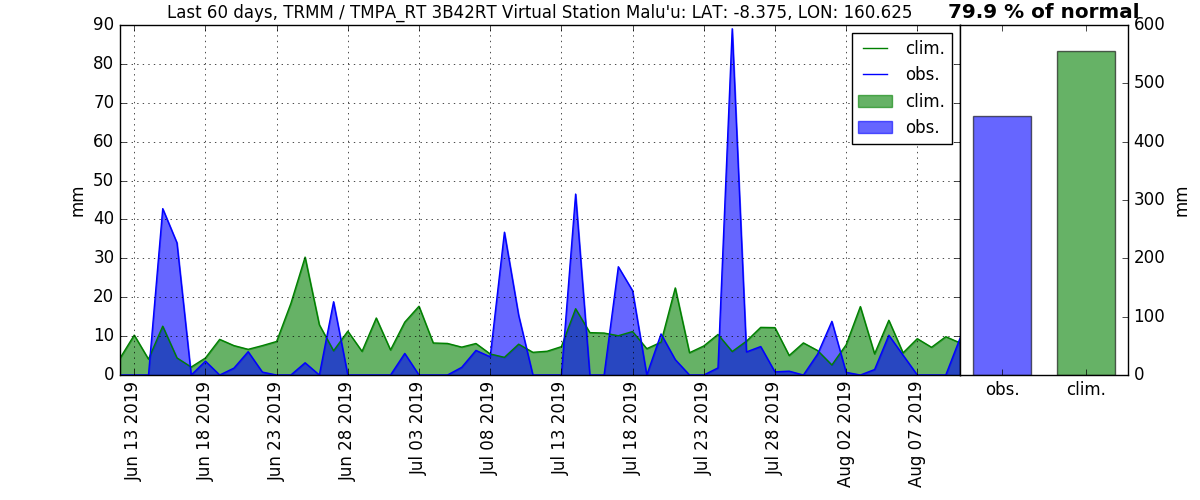 Last 60 days, TRMM / TMPA_RT 3B42RT Virtual Station Malu'u: LAT: -8.375, LON: 160.625
79.9 % of normal
90
80
70
60
50
40
30
20
10
0
mm
clim.
obs.
clim.
obs.
600
500
400
300
200
100
0
mm
Jun 13 2019
Jun 18 2019
Jun 23 2019
Jun 28 2019
Jul 03 2019
Jul 08 2019
Jul 13 2019
Jul 18 2019
Jul 23 2019
Jul 28 2019
Aug 02 2019
Aug 07 2019
obs.
clim.